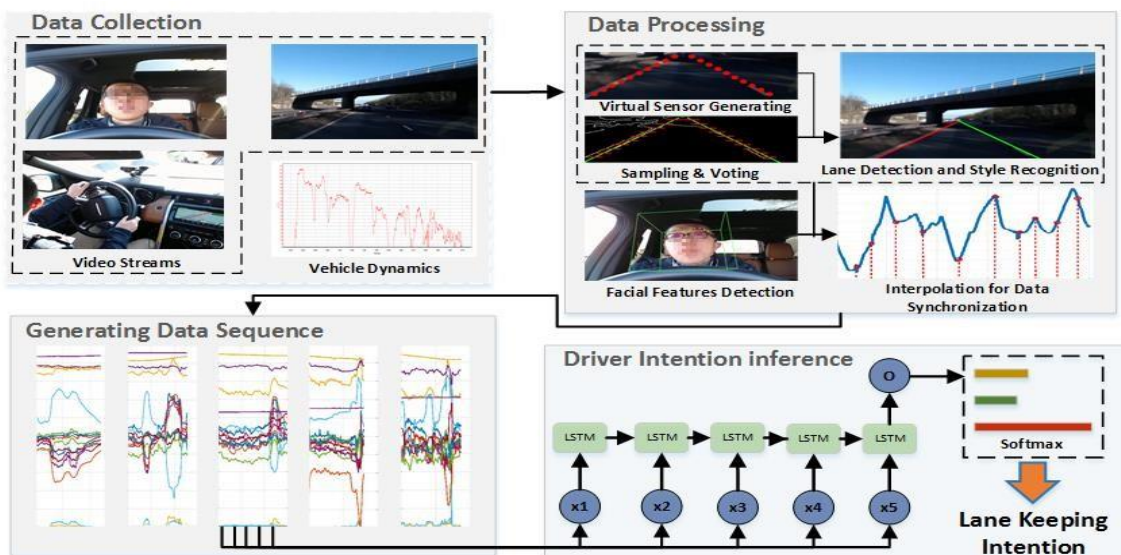 Data Collection
Video Streams
Vehicle Dynamics
Data Processing
Virtual Sensor Generating
Sampling & Voting
Lane Detection and Style Recognition
Facial Features Detection
Interpolation for Data
Synchronization
Generating Data Sequence
Driver Intention inference
O
LSTM
LSTM
LSTM
LSTM
LSTM
x1
x2
x3
x4
x5
Softmax
Lane Keeping
Intention